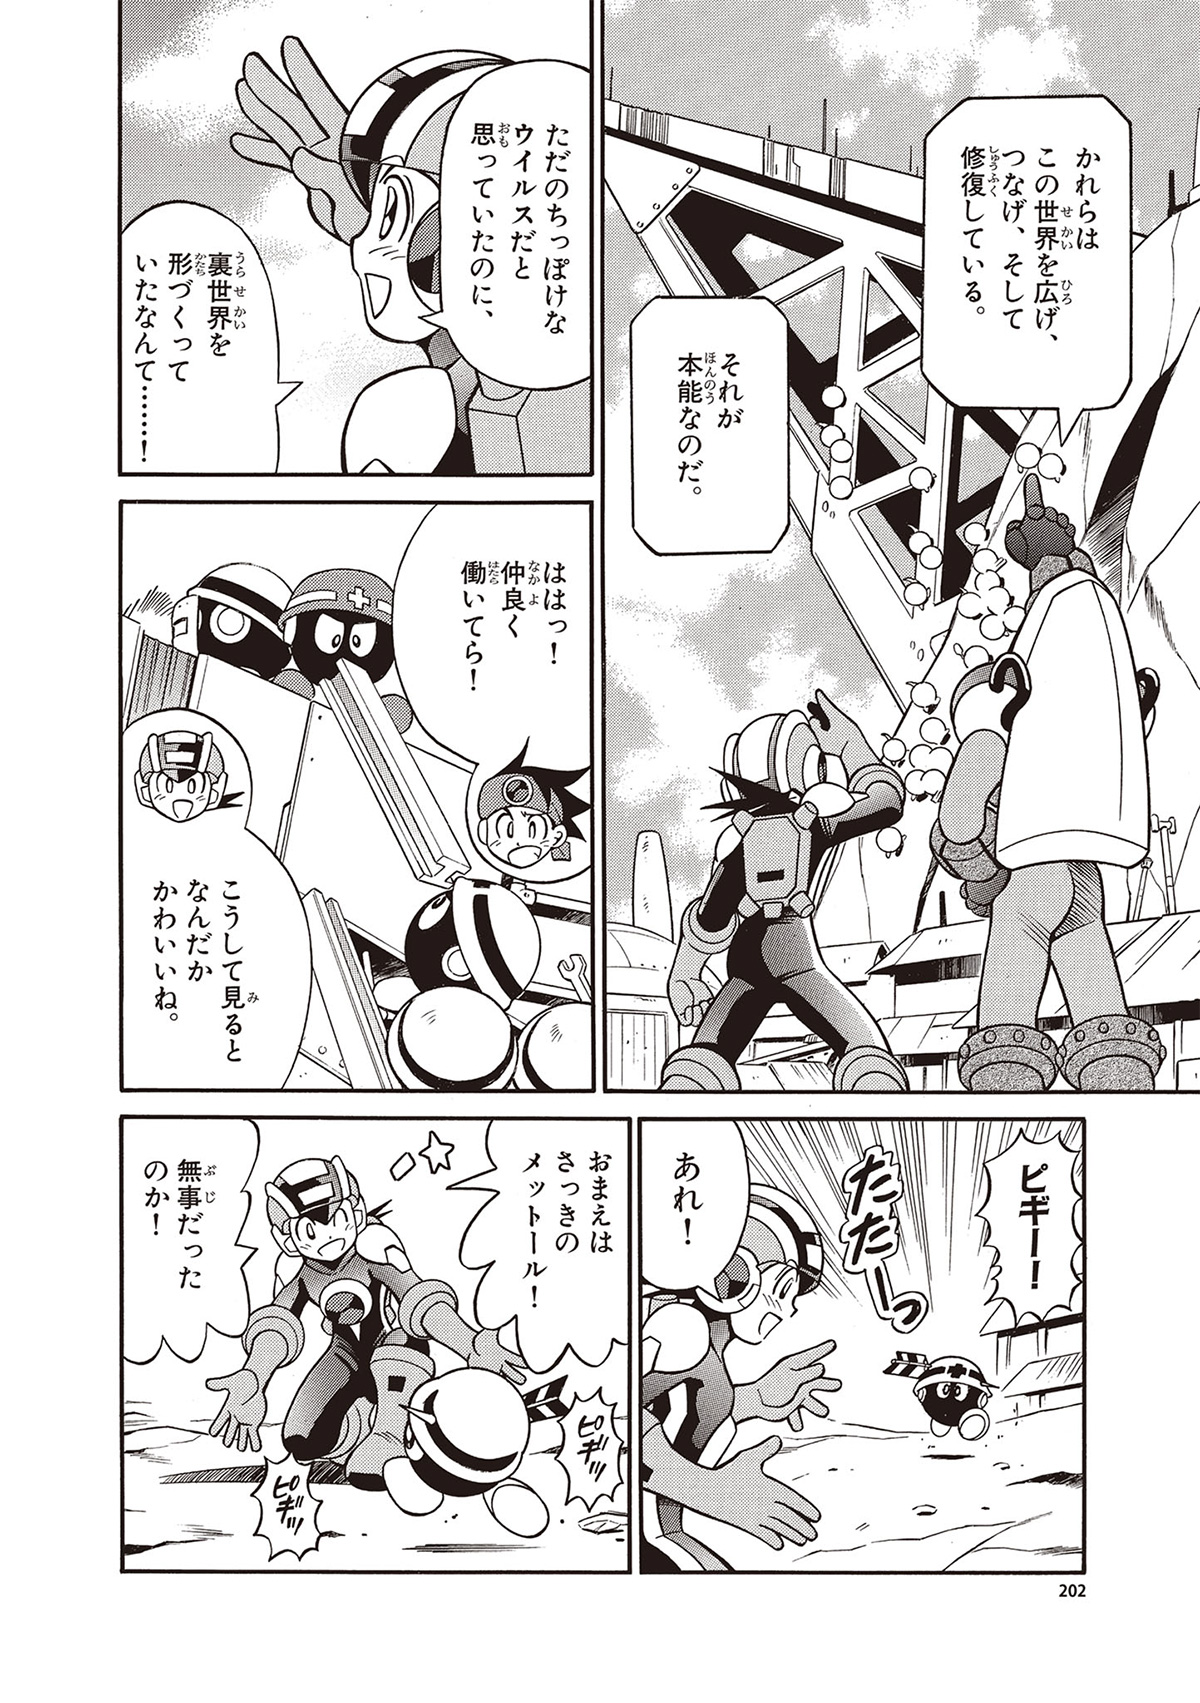 かれらは
この世界を広げ、
つなげ、そして
修復している。
それが
本能なのだ。
ただのちっぽけな
ウイルスだと
思っていたのに、
裏世界を
形づくって
いたなんて……!
ははっ!
仲良く
働いてら!
こうして見ると
なんだか
かわいいね。
ピギー!
たたーっ
あれ!
おまえは
さっきの
メットール!
ピギッ
ピギッ
無事だった
のか!
202